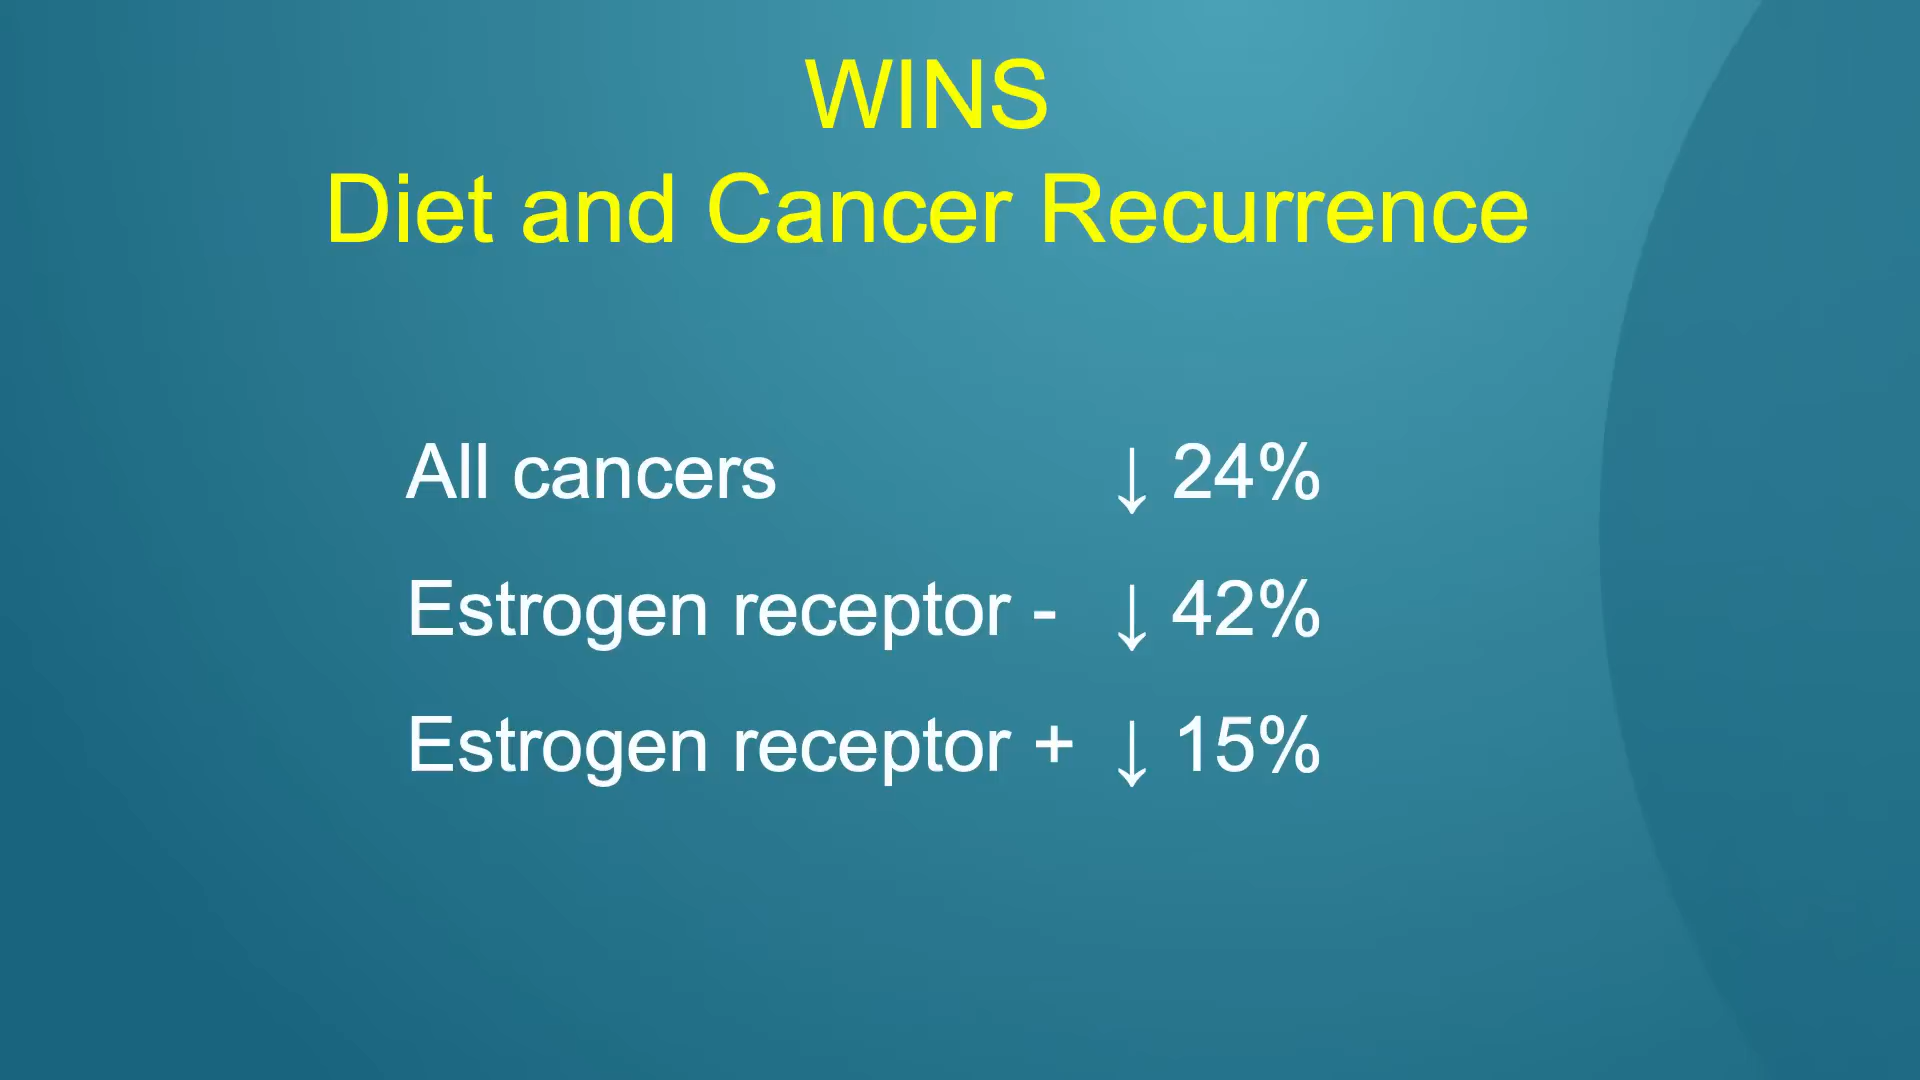 WINS
Diet and Cancer Recurrence
All cancers ↓ 24%
Estrogen receptor - ↓ 42%
Estrogen receptor + ↓ 15%